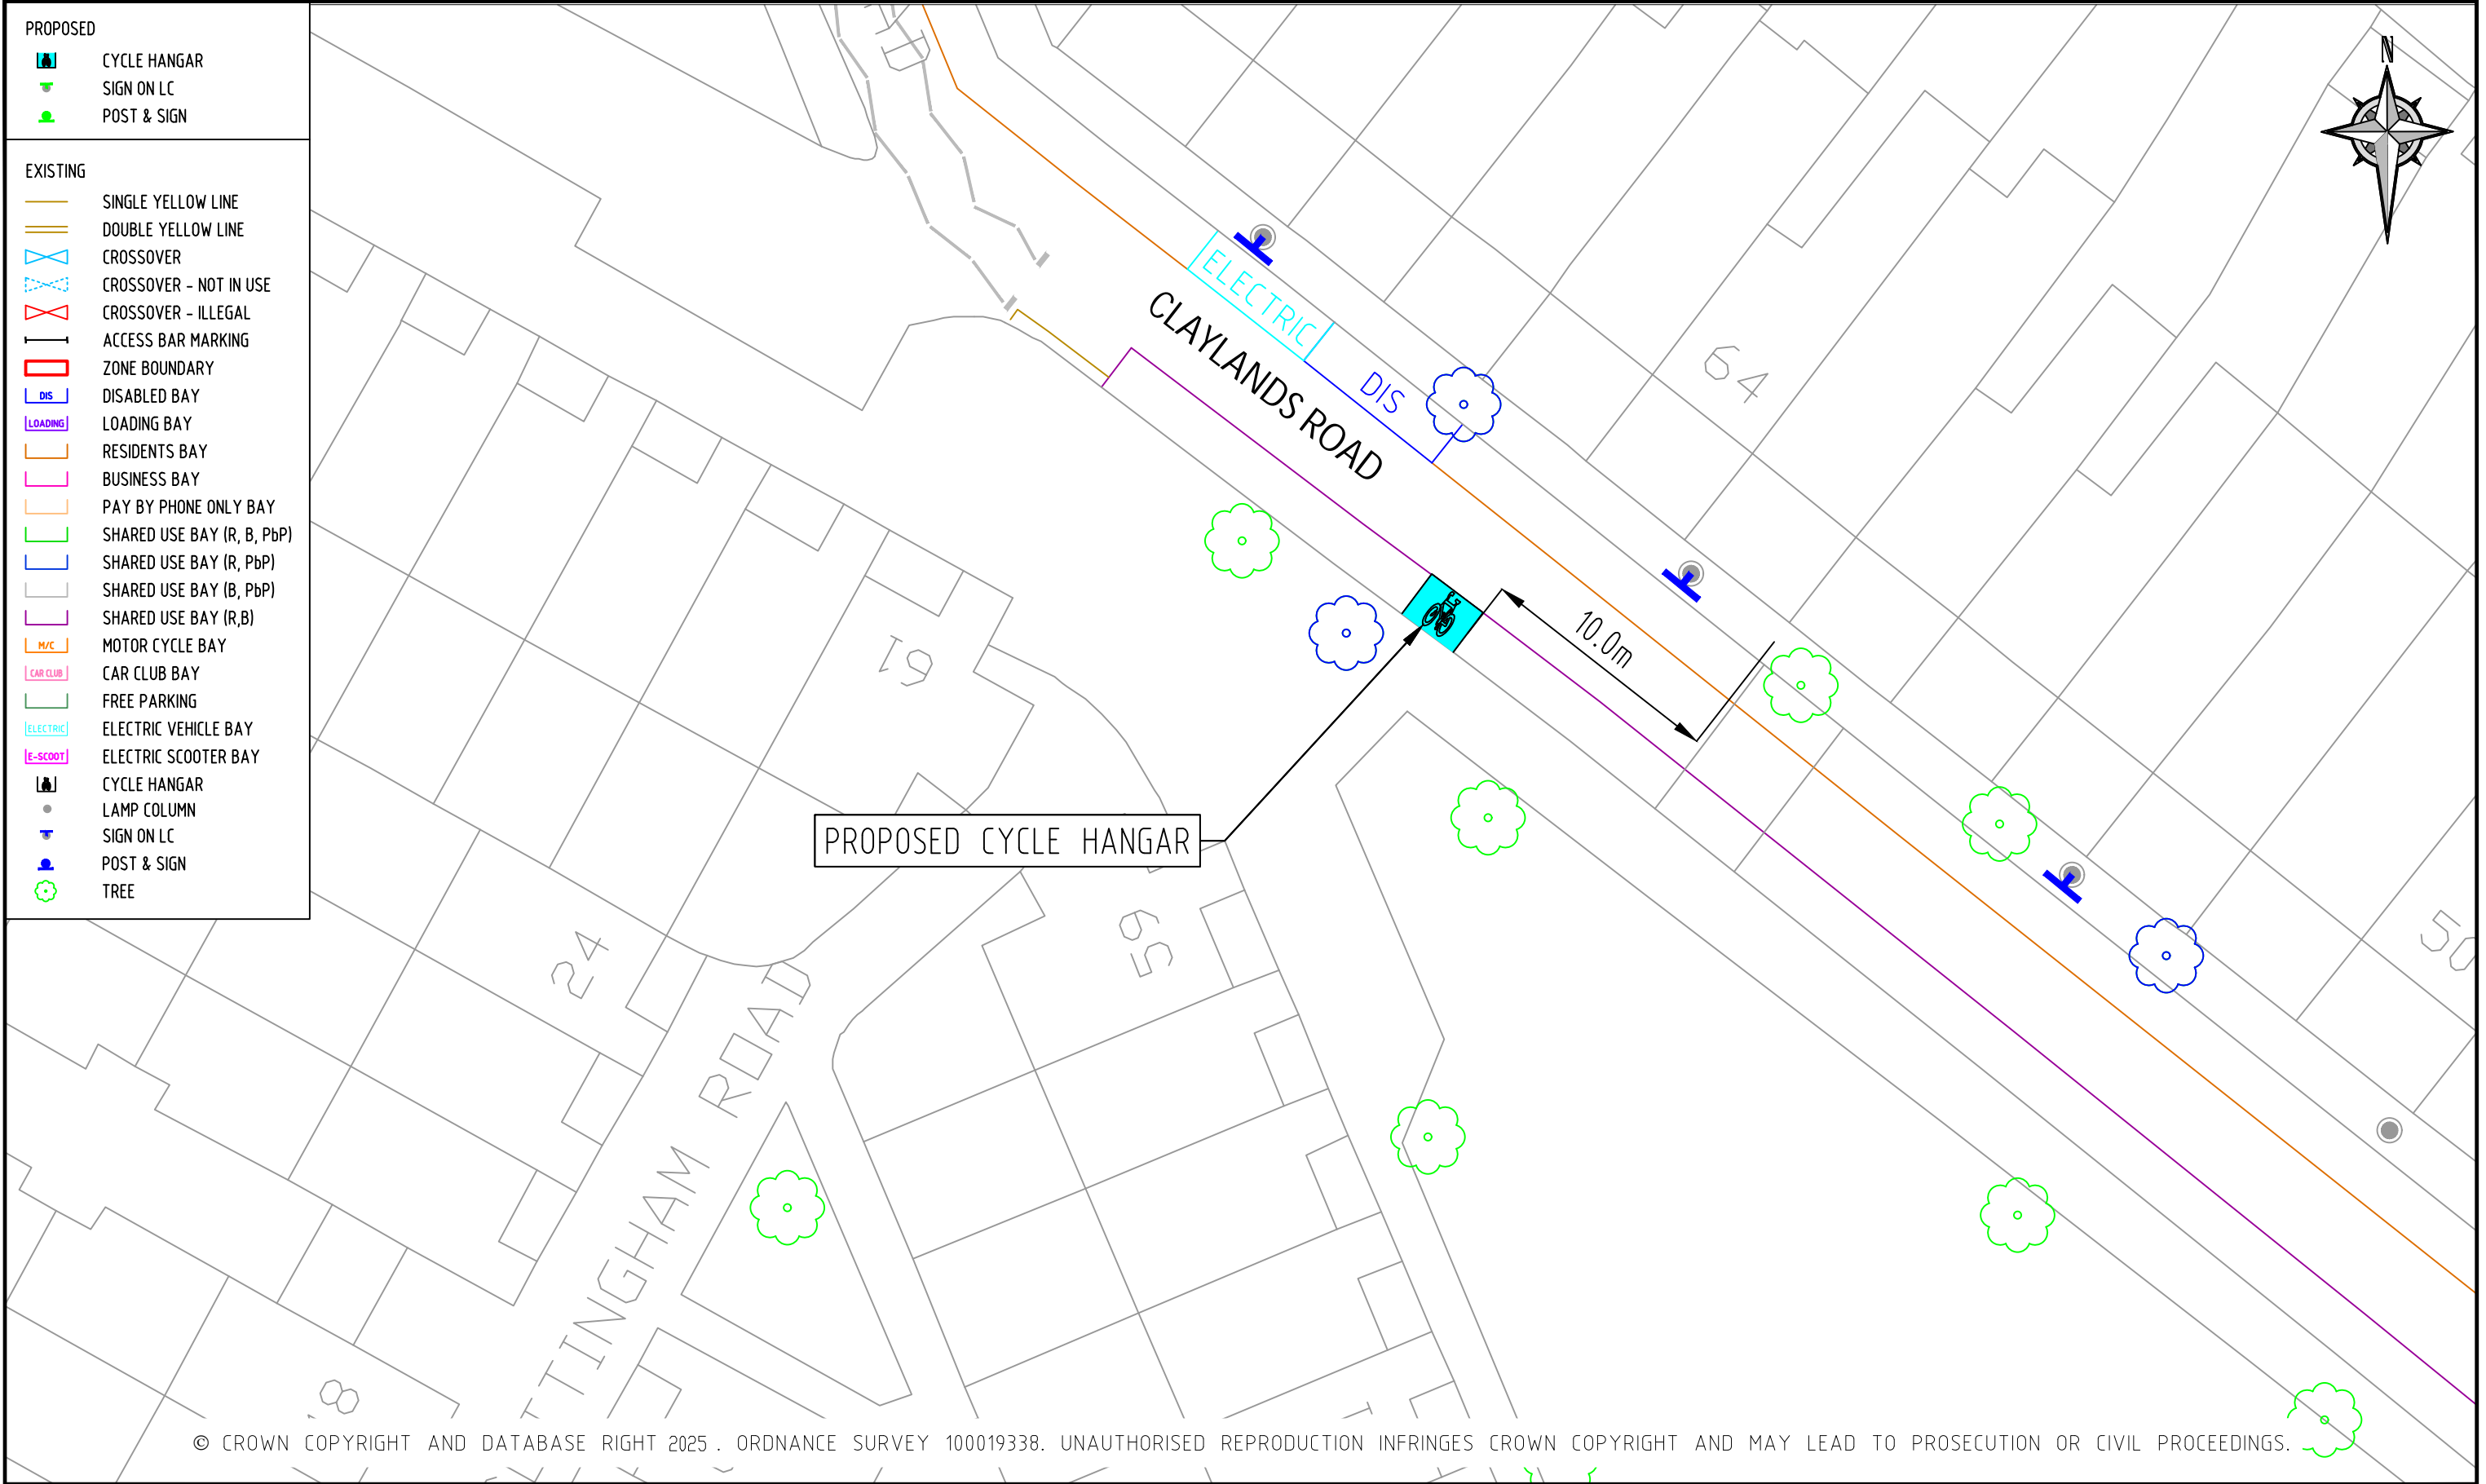 PROPOSED
CYCLE HANGAR
SIGN ON LC
POST & SIGN
EXISTING
SINGLE YELLOW LINE
DOUBLE YELLOW LINE
CROSSOVER
CROSSOVER - NOT IN USE
CROSSOVER - ILLEGAL
ACCESS BAR MARKING
ZONE BOUNDARY
DIS DISABLED BAY
LOADING LOADING BAY
RESIDENTS BAY
BUSINESS BAY
PAY BY PHONE ONLY BAY
SHARED USE BAY (R, B, PbP)
SHARED USE BAY (R, PbP)
SHARED USE BAY (B, PbP)
SHARED USE BAY (R,B)
M/C MOTOR CYCLE BAY
CAR CLUB CAR CLUB BAY
FREE PARKING
ELECTRIC ELECTRIC VEHICLE BAY
E-SCOOT ELECTRIC SCOOTER BAY
CYCLE HANGAR
LAMP COLUMN
SIGN ON LC
POST & SIGN
TREE
N
ELECTRIC
CLAYLANDS ROAD
DIS
64
10.0m
19
PROPOSED CYCLE HANGAR
59
24
50
ROAD
TINGHAM
© CROWN COPYRIGHT AND DATABASE RIGHT 2025. ORDNANCE SURVEY 100019338. UNAUTHORISED REPRODUCTION INFRINGES CROWN COPYRIGHT AND MAY LEAD TO PROSECUTION OR CIVIL PROCEEDINGS.